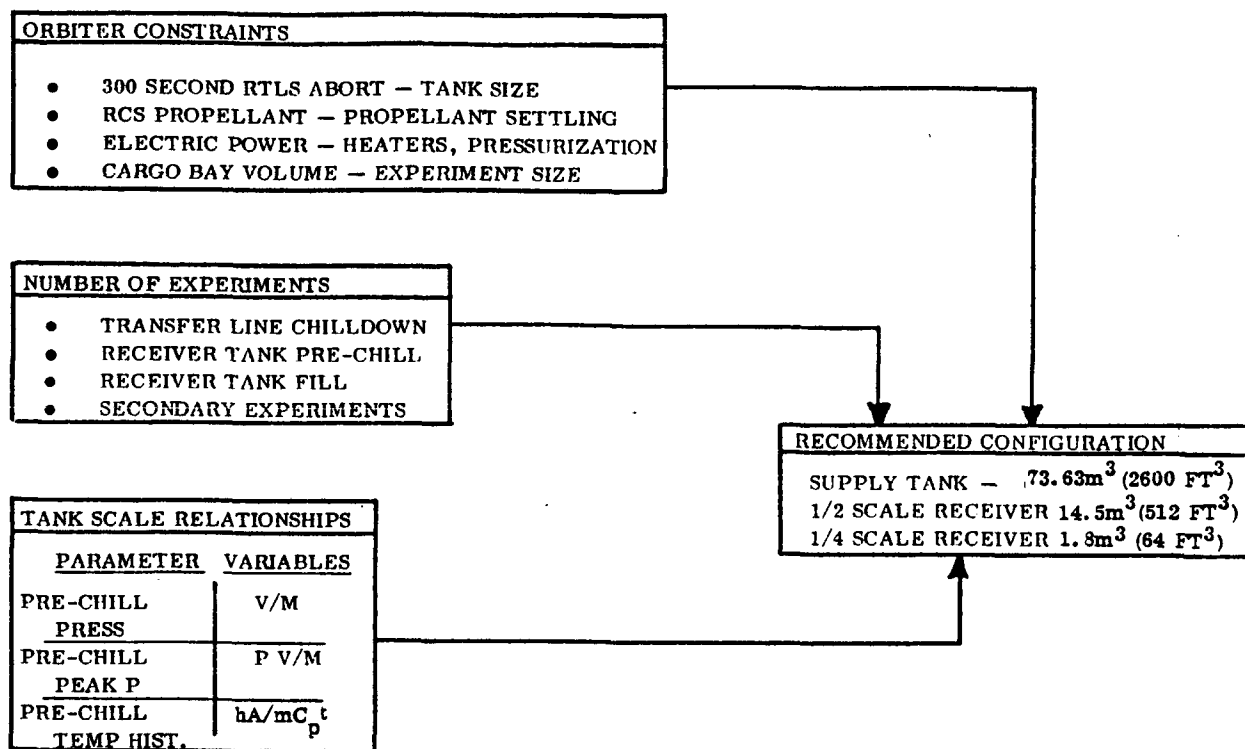 ORBITER CONSTRAINTS
• 300 SECOND RTLS ABORT — TANK SIZE
• RCS PROPELLANT — PROPELLANT SETTLING
• ELECTRIC POWER — HEATERS, PRESSURIZATION
• CARGO BAY VOLUME — EXPERIMENT SIZE
NUMBER OF EXPERIMENTS
• TRANSFER LINE CHILLDOWN
• RECEIVER TANK PRE-CHILL
• RECEIVER TANK FILL
• SECONDARY EXPERIMENTS
RECOMMENDED CONFIGURATION
SUPPLY TANK — 73.63m³ (2600 FT³)
1/2 SCALE RECEIVER 14.5m³ (512 FT³)
1/4 SCALE RECEIVER 1.8m³ (64 FT³)
TANK SCALE RELATIONSHIPS
PARAMETER VARIABLES
PRE-CHILL V/M
PRESS
PRE-CHILL P V/M
PEAK P
PRE-CHILL hA/mCₚt
TEMP HIST.